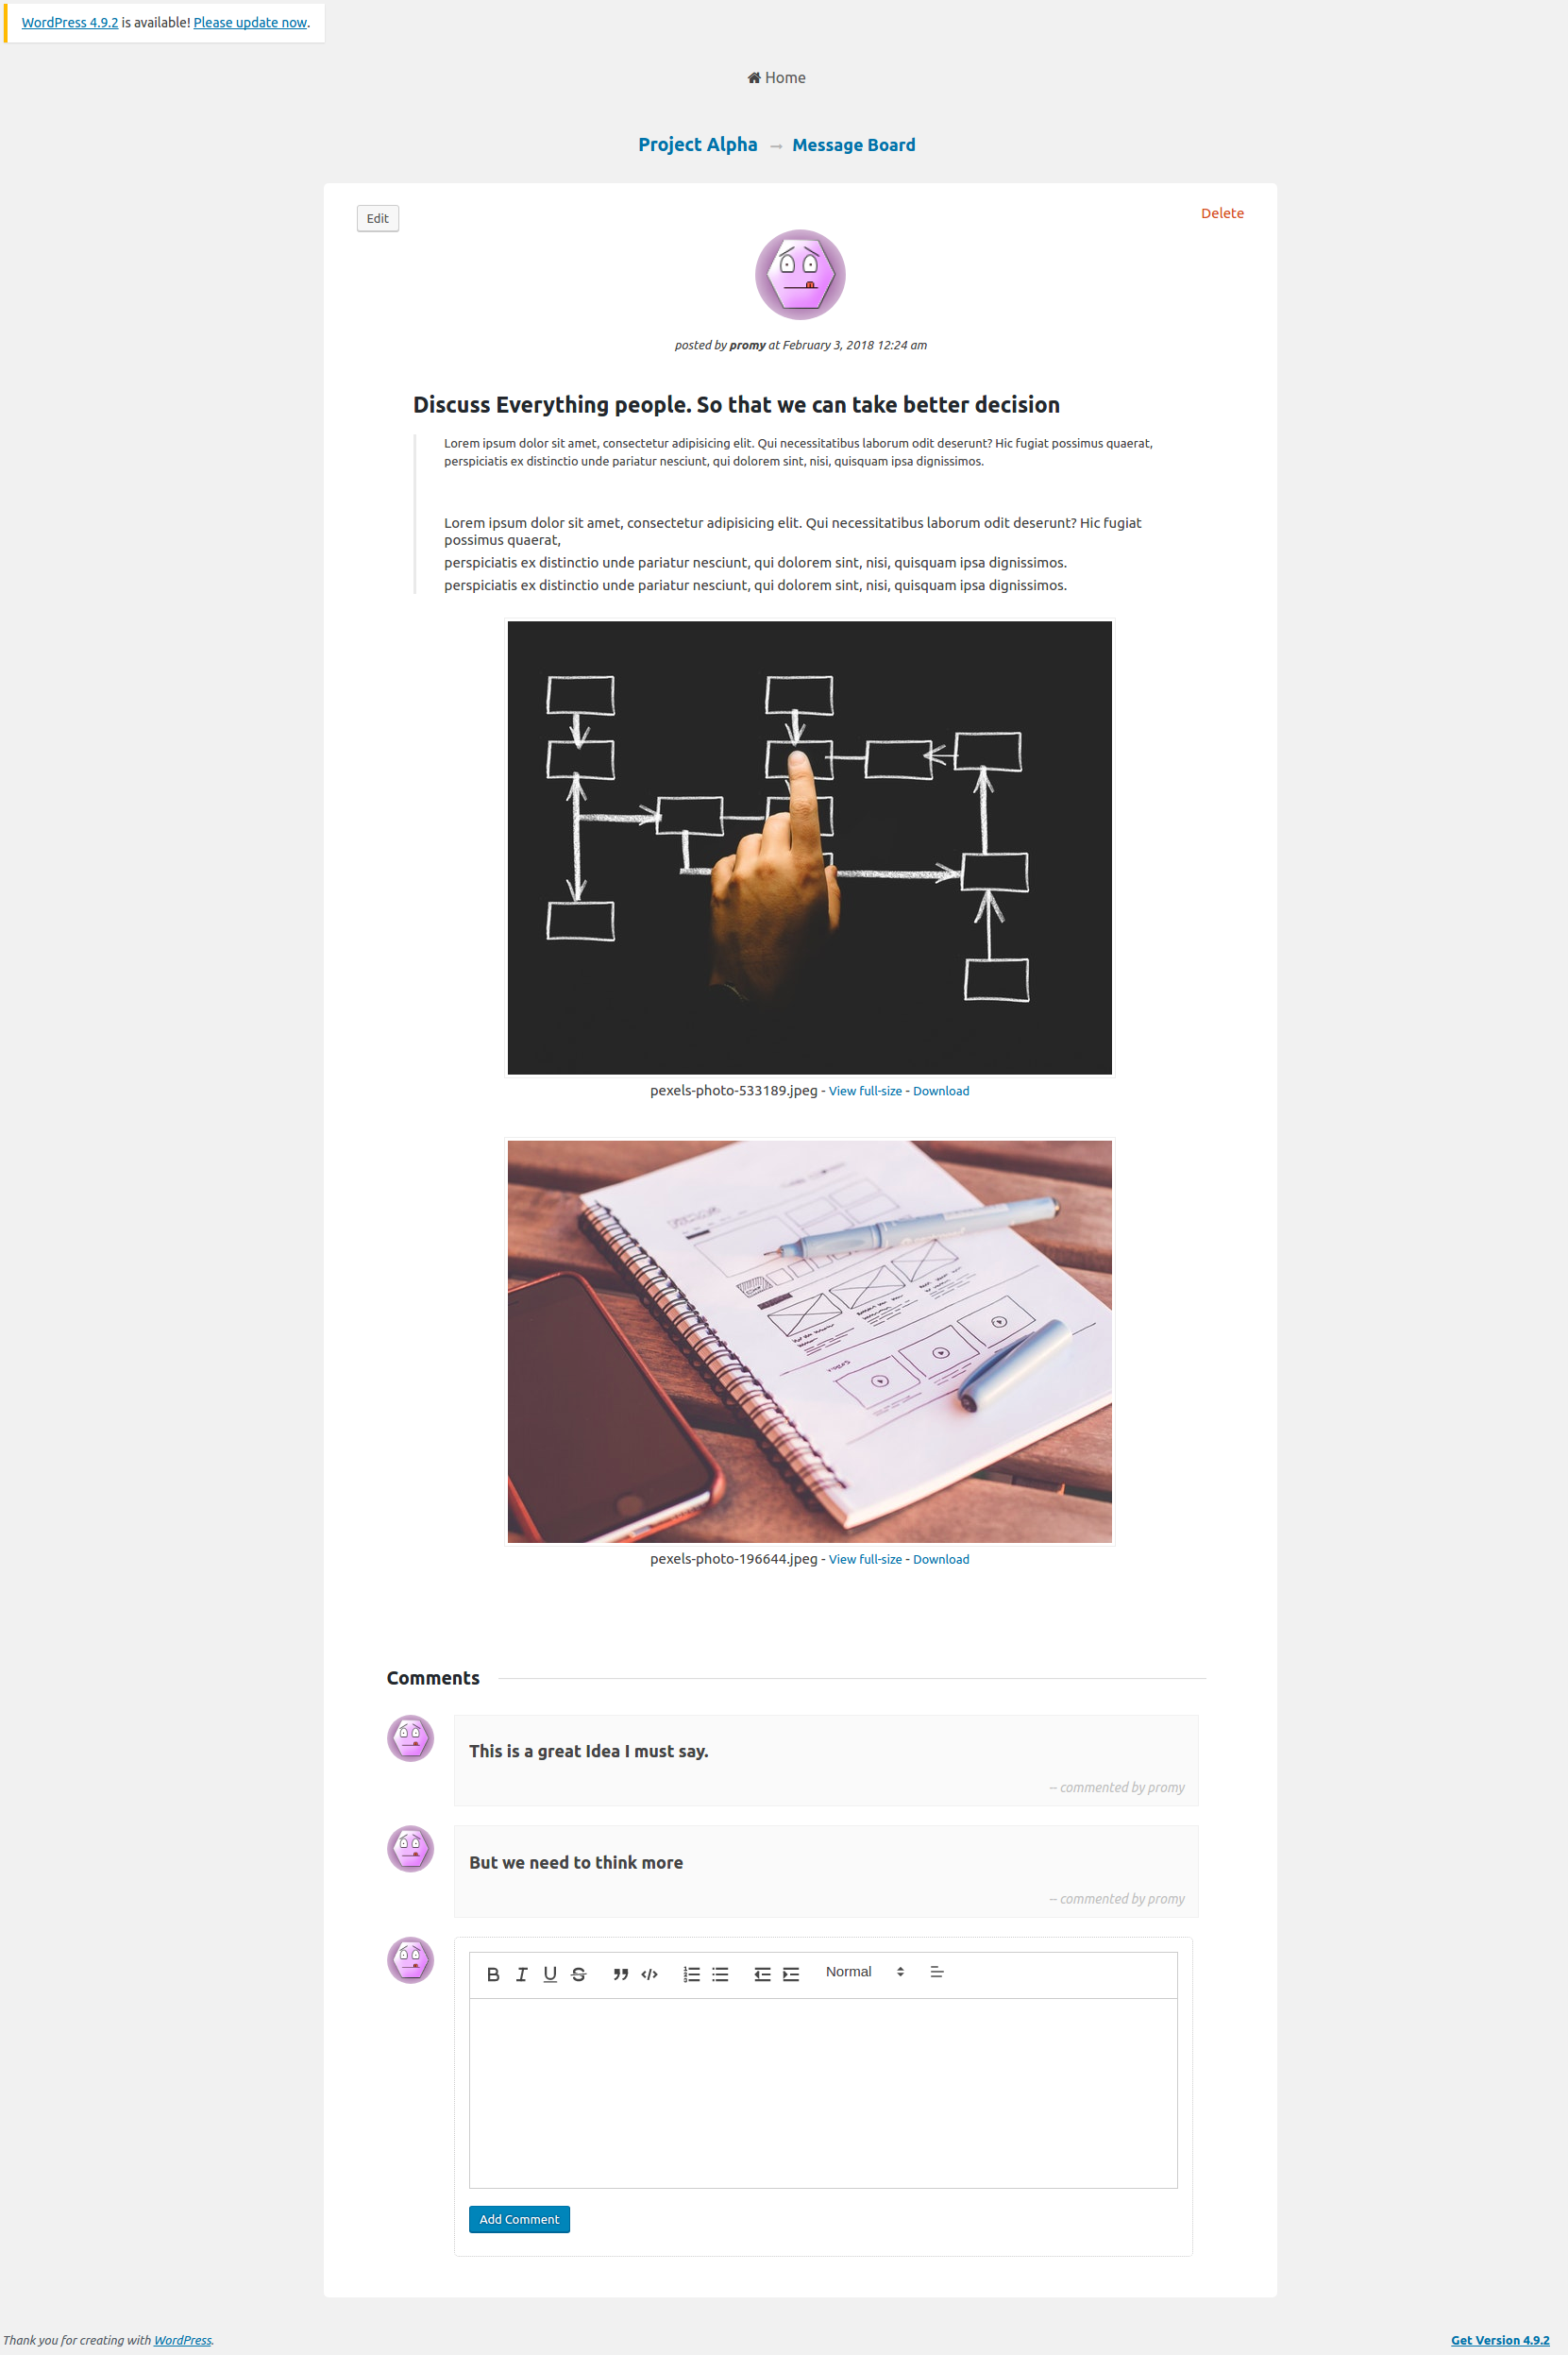 WordPress 4.9.2 is available! Please update now.
Home
Project Alpha → Message Board
Edit
Delete
posted by promy at February 3, 2018 12:24 am
Discuss Everything people. So that we can take better decision
Lorem ipsum dolor sit amet, consectetur adipisicing elit. Qui necessitatibus laborum odit deserunt? Hic fugiat possimus quaerat,
perspiciatis ex distinctio unde pariatur nesciunt, qui dolorem sint, nisi, quisquam ipsa dignissimos.
Lorem ipsum dolor sit amet, consectetur adipisicing elit. Qui necessitatibus laborum odit deserunt? Hic fugiat
possimus quaerat,
perspiciatis ex distinctio unde pariatur nesciunt, qui dolorem sint, nisi, quisquam ipsa dignissimos.
perspiciatis ex distinctio unde pariatur nesciunt, qui dolorem sint, nisi, quisquam ipsa dignissimos.
pexels-photo-533189.jpeg - View full-size - Download
pexels-photo-196644.jpeg - View full-size - Download
Comments
This is a great Idea I must say.
-- commented by promy
But we need to think more
-- commented by promy
Normal
Add Comment
Thank you for creating with WordPress.
Get Version 4.9.2